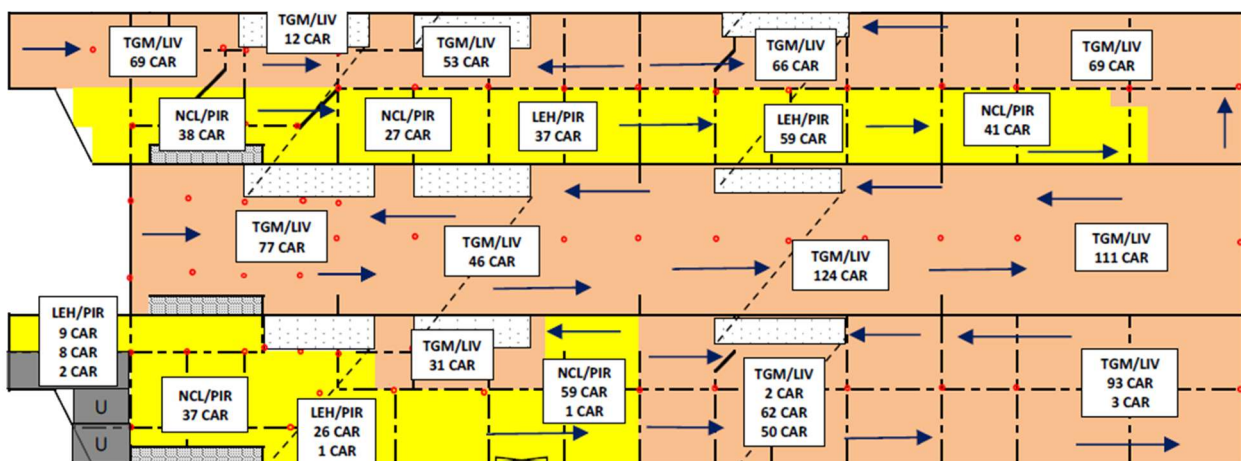 TGM/LIV
69 CAR
TGM/LIV
12 CAR
TGM/LIV
53 CAR
TGM/LIV
66 CAR
TGM/LIV
69 CAR
NCL/PIR
38 CAR
NCL/PIR
27 CAR
LEH/PIR
37 CAR
LEH/PIR
59 CAR
NCL/PIR
41 CAR
TGM/LIV
77 CAR
TGM/LIV
46 CAR
TGM/LIV
124 CAR
TGM/LIV
111 CAR
LEH/PIR
9 CAR
8 CAR
2 CAR
TGM/LIV
31 CAR
NCL/PIR
59 CAR
1 CAR
TGM/LIV
2 CAR
62 CAR
50 CAR
TGM/LIV
93 CAR
3 CAR
NCL/PIR
37 CAR
LEH/PIR
26 CAR
1 CAR
U
U